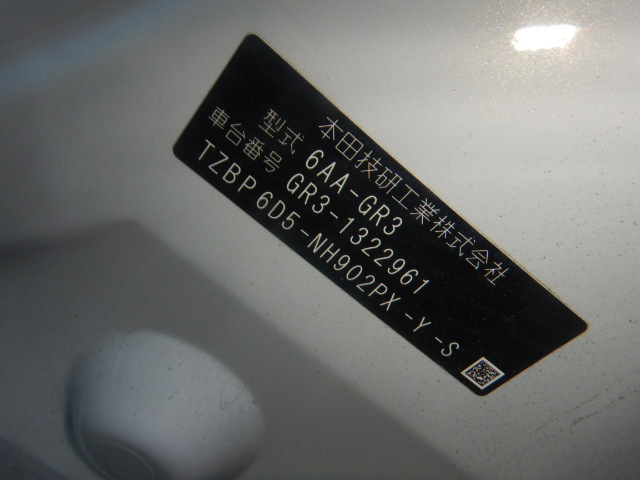 本田技研工業株式会社
型式 6AA-GR3
車台番号 GR3-1322961
TZBP 6D5-NH902PX -Y -S